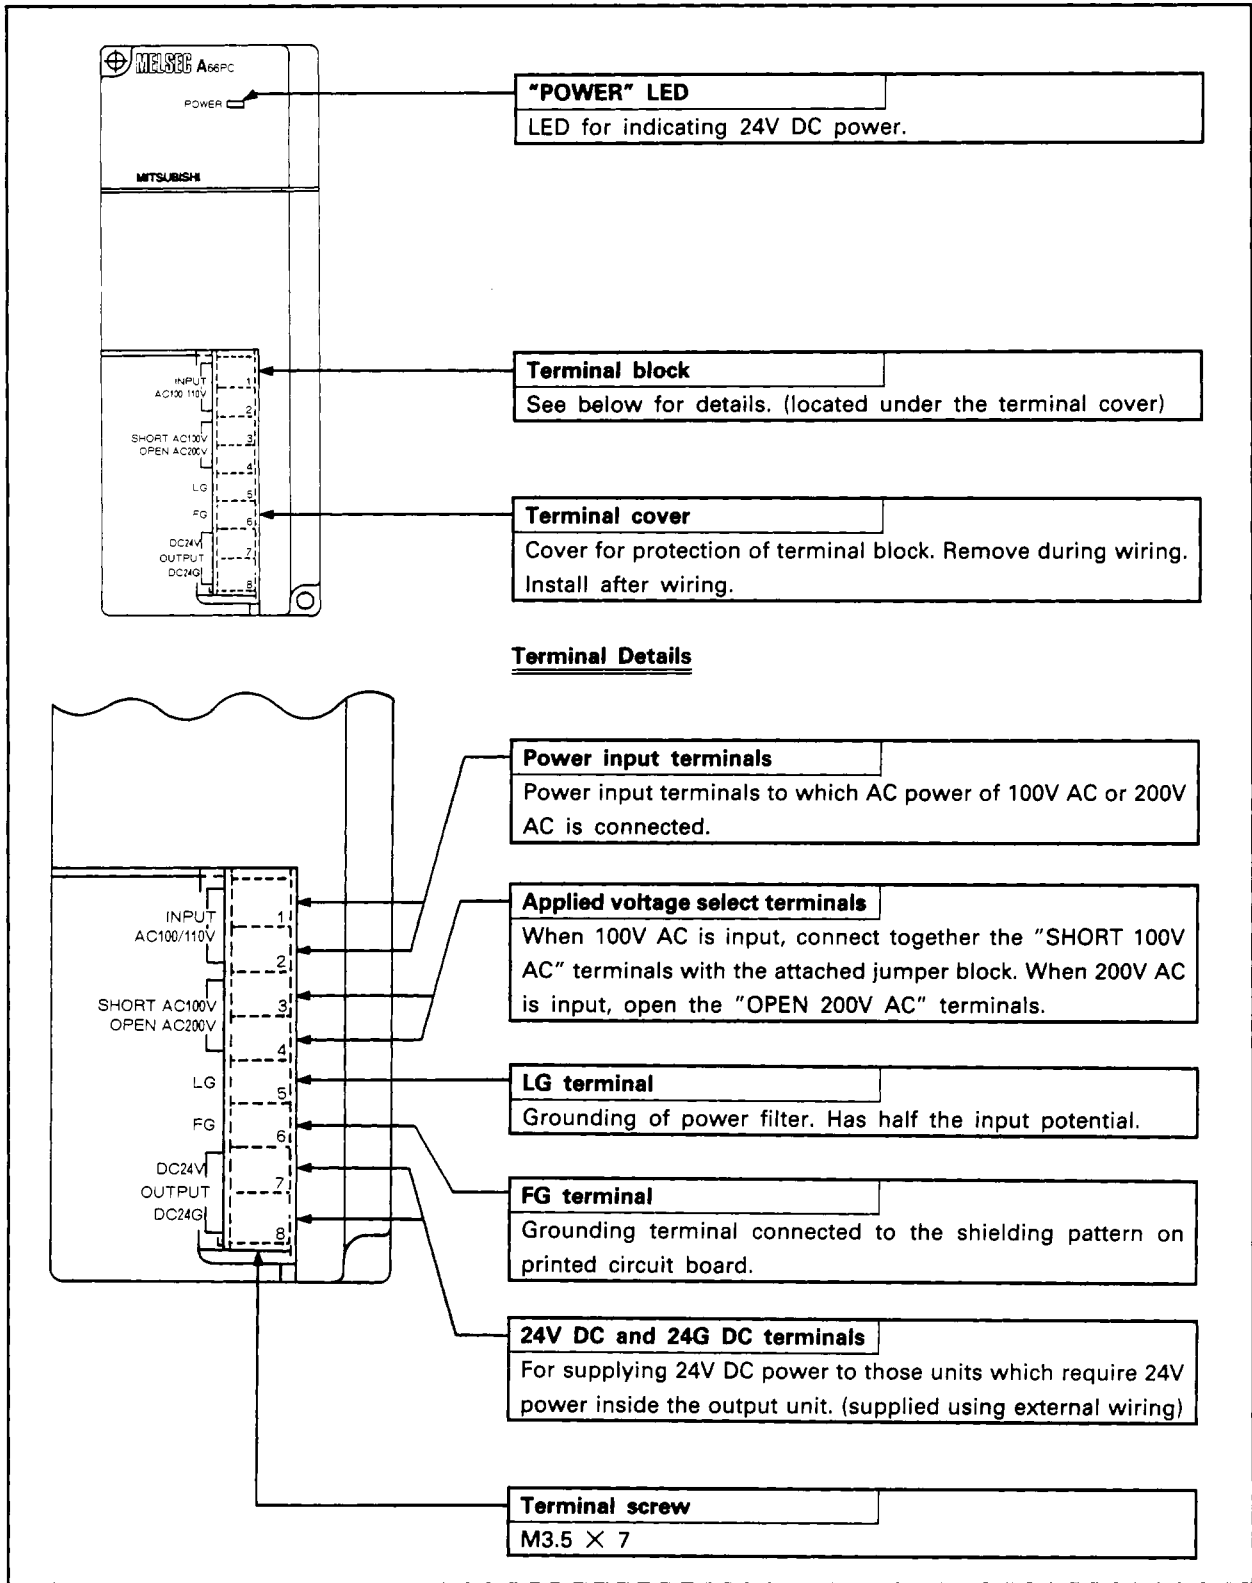 MELSEC A66PC
POWER
MITSUBISHI
"POWER" LED
LED for indicating 24V DC power.
INPUT
AC100 110V
SHORT AC100V
OPEN AC200V
LG
FG
DC24V
OUTPUT
DC24G
1
2
3
4
5
6
7
8
Terminal block
See below for details. (located under the terminal cover)
Terminal cover
Cover for protection of terminal block. Remove during wiring.
Install after wiring.
Terminal Details
INPUT
AC100/110V
SHORT AC100V
OPEN AC200V
LG
FG
DC24V
OUTPUT
DC24G
1
2
3
4
5
6
7
8
Power input terminals
Power input terminals to which AC power of 100V AC or 200V
AC is connected.
Applied voltage select terminals
When 100V AC is input, connect together the "SHORT 100V
AC" terminals with the attached jumper block. When 200V AC
is input, open the "OPEN 200V AC" terminals.
LG terminal
Grounding of power filter. Has half the input potential.
FG terminal
Grounding terminal connected to the shielding pattern on
printed circuit board.
24V DC and 24G DC terminals
For supplying 24V DC power to those units which require 24V
power inside the output unit. (supplied using external wiring)
Terminal screw
M3.5 × 7